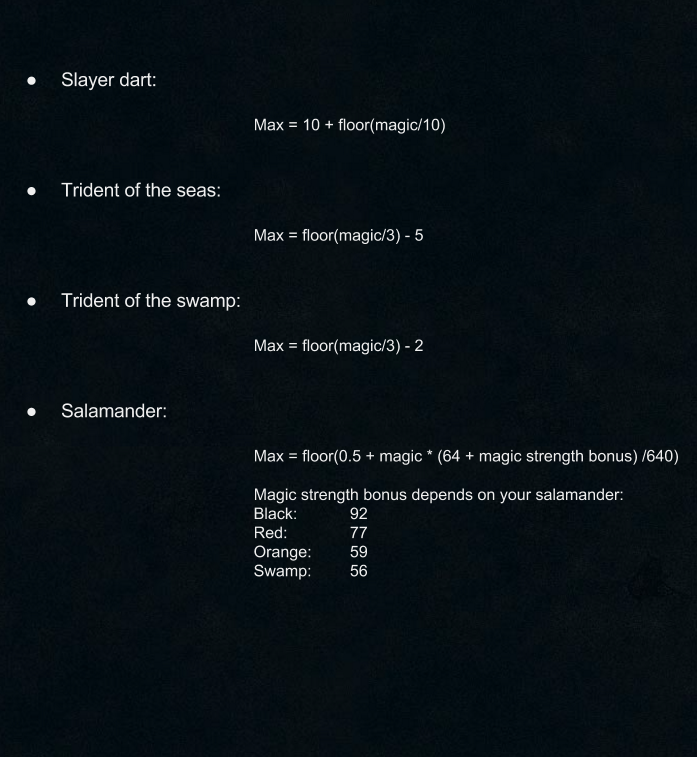 ● Slayer dart:
Max = 10 + floor(magic/10)
● Trident of the seas:
Max = floor(magic/3) - 5
● Trident of the swamp:
Max = floor(magic/3) - 2
● Salamander:
Max = floor(0.5 + magic * (64 + magic strength bonus) /640)
Magic strength bonus depends on your salamander:
Black: 92
Red: 77
Orange: 59
Swamp: 56